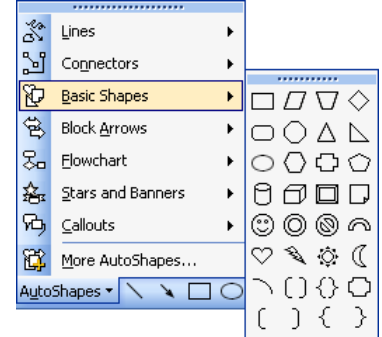 Lines
Connectors
Basic Shapes
Block Arrows
Flowchart
Stars and Banners
Callouts
More AutoShapes...
AutoShapes